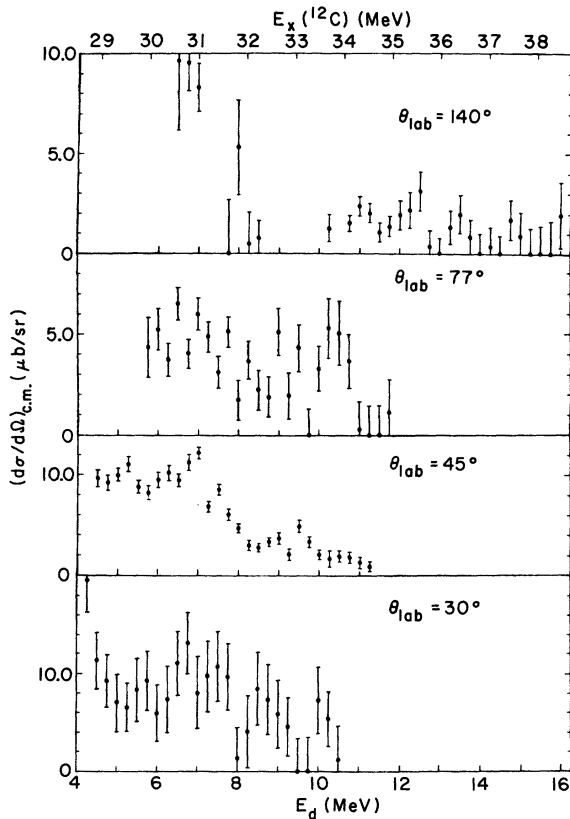 Eₓ (¹²C) (MeV)
29 30 31 32 33 34 35 36 37 38
10.0
5.0
0
θlab = 140°
5.0
0
θlab = 77°
10.0
0
θlab = 45°
10.0
0
θlab = 30°
(dσ/dΩ)c.m. (μb/sr)
4 6 8 10 12 14 16
E_d (MeV)